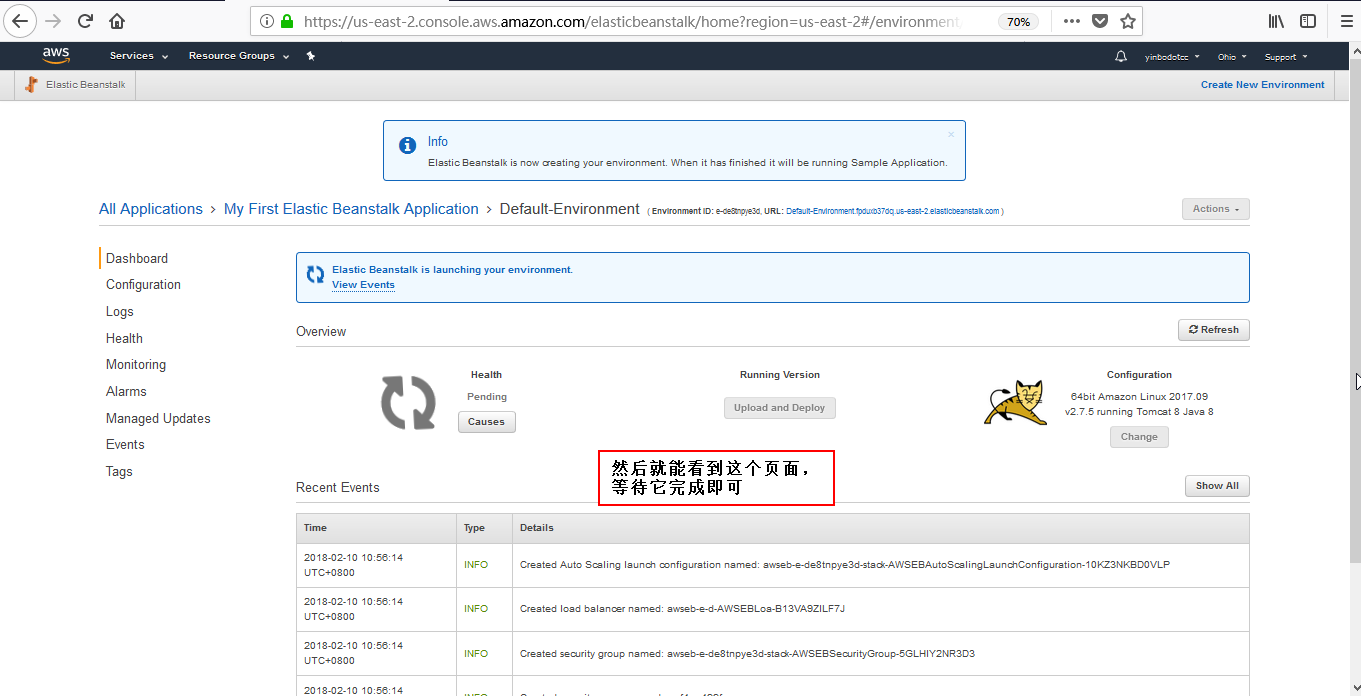 https://us-east-2.console.aws.amazon.com/elasticbeanstalk/home?region=us-east-2#/environment
70%
aws
Services
Resource Groups
yinbodotcc
Ohio
Support
Elastic Beanstalk
Create New Environment
Info
Elastic Beanstalk is now creating your environment. When it has finished it will be running Sample Application.
All Applications > My First Elastic Beanstalk Application > Default-Environment ( Environment ID: e-de8tnpye3d, URL: Default-Environment.fpduxb37dq.us-east-2.elasticbeanstalk.com )
Actions
Dashboard
Configuration
Logs
Health
Monitoring
Alarms
Managed Updates
Events
Tags
Elastic Beanstalk is launching your environment.
View Events
Overview
Refresh
Health
Pending
Causes
Running Version
Upload and Deploy
Configuration
64bit Amazon Linux 2017.09
v2.7.5 running Tomcat 8 Java 8
Change
然后就能看到这个页面，
等待它完成即可
Recent Events
Show All
Time Type Details
2018-02-10 10:56:14
UTC+0800
INFO
Created Auto Scaling launch configuration named: awseb-e-de8tnpye3d-stack-AWSEBAutoScalingLaunchConfiguration-10KZ3NKBD0VLP
2018-02-10 10:56:14
UTC+0800
INFO
Created load balancer named: awseb-e-d-AWSEBLoa-B13VA9ZILF7J
2018-02-10 10:56:14
UTC+0800
INFO
Created security group named: awseb-e-de8tnpye3d-stack-AWSEBSecurityGroup-5GLHIY2NR3D3
2018-02-10 10:56:14